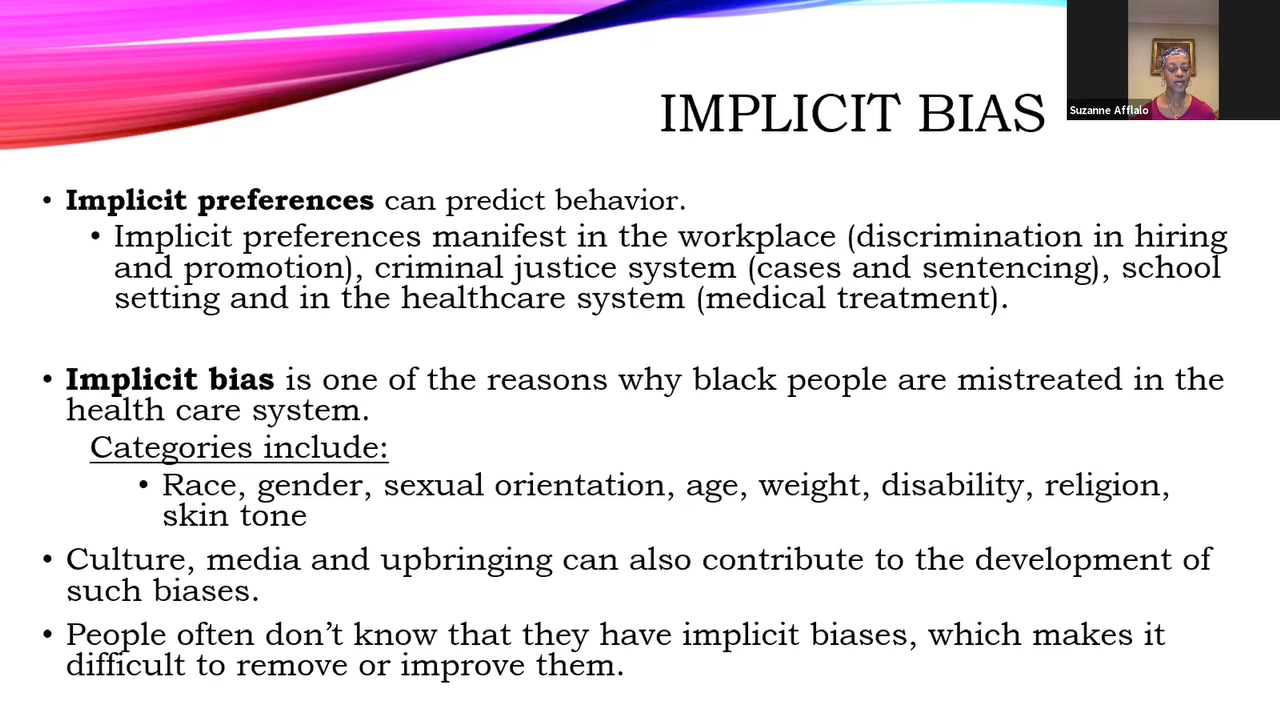 IMPLICIT BIAS
Suzanne Afflalo
• Implicit preferences can predict behavior.
• Implicit preferences manifest in the workplace (discrimination in hiring
and promotion), criminal justice system (cases and sentencing), school
setting and in the healthcare system (medical treatment).
• Implicit bias is one of the reasons why black people are mistreated in the
health care system.
Categories include:
• Race, gender, sexual orientation, age, weight, disability, religion,
skin tone
• Culture, media and upbringing can also contribute to the development of
such biases.
• People often don’t know that they have implicit biases, which makes it
difficult to remove or improve them.